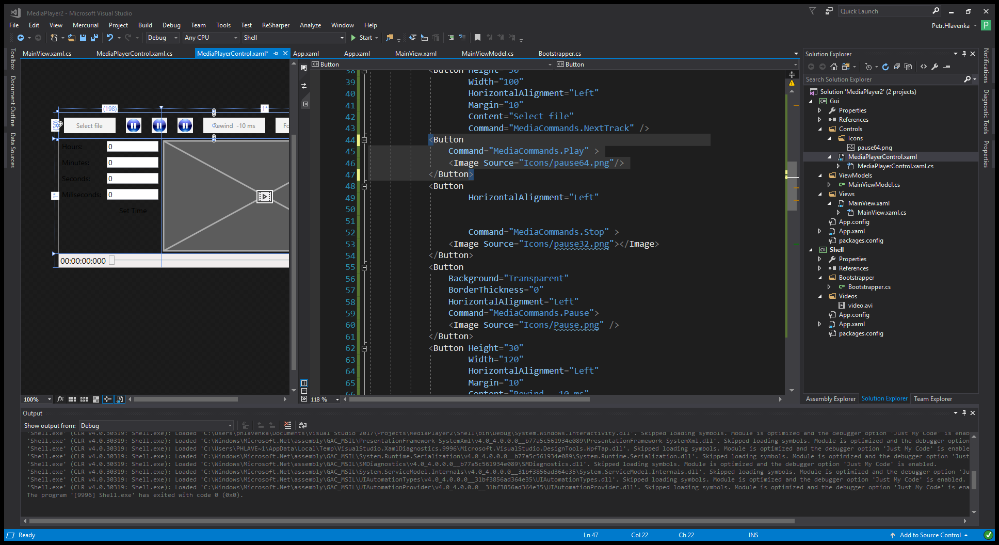 MediaPlayer2 - Microsoft Visual Studio
Quick Launch
File Edit View Mercurial Project Build Debug Team Tools Test ReSharper Analyze Window Help
Petr.Hlavenka
P
Debug Any CPU Shell Start
MainView.xaml.cs MediaPlayerControl.xaml.cs MediaPlayerControl.xaml* App.xaml App.xaml MainView.xaml MainViewModel.cs Bootstrapper.cs
Toolbox
Document Outline
Data Sources
(198) 1*
Select file Rewind -10 ms Fo
Hours: 0
Minutes: 0
Seconds: 0
Miliseconds: 0
1*
Set Time
00:00:00:000
100%
Button Button
38 <Button Height="30"
39 Width="100"
40 HorizontalAlignment="Left"
41 Margin="10"
42 Content="Select file"
43 Command="MediaCommands.NextTrack" />
44 <Button
45 Command="MediaCommands.Play" >
46 <Image Source="Icons/pause64.png"/>
47 </Button>
48 <Button
49 HorizontalAlignment="Left"
50
51
52 Command="MediaCommands.Stop" >
53 <Image Source="Icons/pause32.png"></Image>
54 </Button>
55 <Button
56 Background="Transparent"
57 BorderThickness="0"
58 HorizontalAlignment="Left"
59 Command="MediaCommands.Pause">
60 <Image Source="Icons/Pause.png" />
61 </Button>
62 <Button Height="30"
63 Width="120"
64 HorizontalAlignment="Left"
65 Margin="10"
66 Content="Rewind  -10 ms"
118 %
Solution Explorer
Search Solution Explorer
Solution 'MediaPlayer2' (2 projects)
C# Gui
Properties
References
Controls
Icons
pause64.png
MediaPlayerControl.xaml
MediaPlayerControl.xaml.cs
ViewModels
C# MainViewModel.cs
Views
MainView.xaml
MainView.xaml.cs
App.config
App.xaml
packages.config
C# Shell
Properties
References
Bootstrapper
C# Bootstrapper.cs
Videos
video.avi
App.config
App.xaml
packages.config
Assembly Explorer Solution Explorer Team Explorer
Notifications
Diagnostic Tools
Properties
Output
Show output from: Debug
'Shell.exe' (CLR v4.0.30319: Shell.exe): Loaded 'C:\Users\phlavenka\Documents\Visual Studio 2017\Projects\MediaPlayer2\Shell\bin\Debug\System.Windows.Interactivity.dll'. Skipped loading symbols. Module is optimized and the debugger option 'Just My Code' is enab
'Shell.exe' (CLR v4.0.30319: Shell.exe): Loaded 'C:\Windows\Microsoft.Net\assembly\GAC_MSIL\PresentationFramework-SystemXml\v4.0_4.0.0.0__b77a5c561934e089\PresentationFramework-SystemXml.dll'. Skipped loading symbols. Module is optimized and the debugger option
'Shell.exe' (CLR v4.0.30319: Shell.exe): Loaded 'C:\Users\PHLAVE~1\AppData\Local\Temp\VisualStudio.XamlDiagnostics.9996\Microsoft.VisualStudio.DesignTools.WpfTap.dll'. Skipped loading symbols. Module is optimized and the debugger option 'Just My Code' is enable
'Shell.exe' (CLR v4.0.30319: Shell.exe): Loaded 'C:\Windows\Microsoft.Net\assembly\GAC_MSIL\System.Runtime.Serialization\v4.0_4.0.0.0__b77a5c561934e089\System.Runtime.Serialization.dll'. Skipped loading symbols. Module is optimized and the debugger option 'Just
'Shell.exe' (CLR v4.0.30319: Shell.exe): Loaded 'C:\Windows\Microsoft.Net\assembly\GAC_MSIL\SMDiagnostics\v4.0_4.0.0.0__b77a5c561934e089\SMDiagnostics.dll'. Skipped loading symbols. Module is optimized and the debugger option 'Just My Code' is enabled.
'Shell.exe' (CLR v4.0.30319: Shell.exe): Loaded 'C:\Windows\Microsoft.Net\assembly\GAC_MSIL\System.ServiceModel.Internals\v4.0_4.0.0.0__31bf3856ad364e35\System.ServiceModel.Internals.dll'. Skipped loading symbols. Module is optimized and the debugger option 'Ju
'Shell.exe' (CLR v4.0.30319: Shell.exe): Loaded 'C:\Windows\Microsoft.Net\assembly\GAC_MSIL\UIAutomationTypes\v4.0_4.0.0.0__31bf3856ad364e35\UIAutomationTypes.dll'. Skipped loading symbols. Module is optimized and the debugger option 'Just My Code' is enabled.
'Shell.exe' (CLR v4.0.30319: Shell.exe): Loaded 'C:\Windows\Microsoft.Net\assembly\GAC_MSIL\UIAutomationProvider\v4.0_4.0.0.0__31bf3856ad364e35\UIAutomationProvider.dll'. Skipped loading symbols. Module is optimized and the debugger option 'Just My Code' is ena
The program '[9996] Shell.exe' has exited with code 0 (0x0).
Ready Ln 47 Col 22 Ch 22 INS Add to Source Control